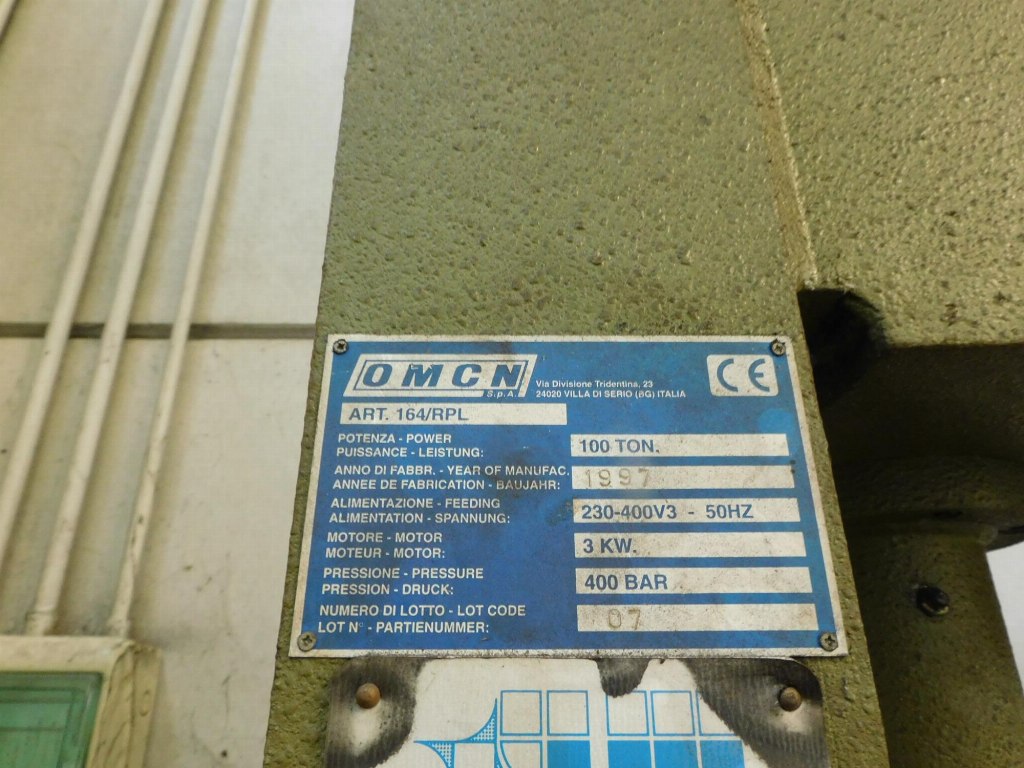 OMCN
S.p.A.
Via Divisione Tridentina, 23
24020 VILLA DI SERIO (BG) ITALIA
CE
ART. 164/RPL
POTENZA - POWER
PUISSANCE - LEISTUNG: 100 TON.
ANNO DI FABBR. - YEAR OF MANUFAC.
ANNEE DE FABRICATION - BAUJAHR: 1997
ALIMENTAZIONE - FEEDING
ALIMENTATION - SPANNUNG: 230-400V3 - 50HZ
MOTORE - MOTOR
MOTEUR - MOTOR: 3 KW.
PRESSIONE - PRESSURE
PRESSION - DRUCK: 400 BAR
NUMERO DI LOTTO - LOT CODE
LOT N° - PARTIENUMMER: 07